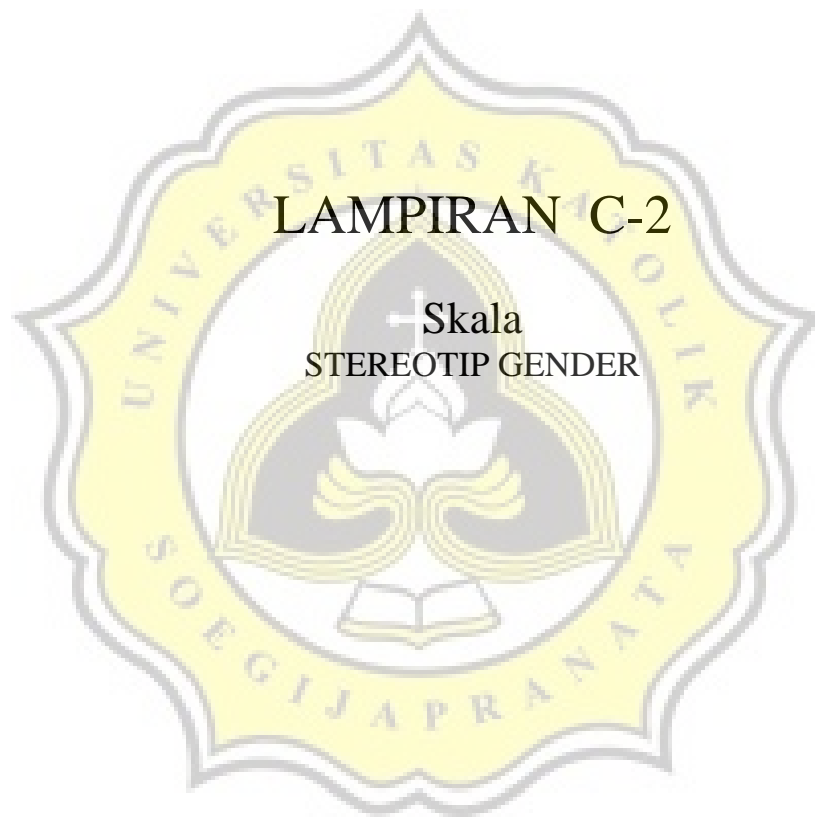 UNIVERSITAS KATOLIK
LAMPIRAN C-2
Skala
STEREOTIP GENDER
SOEGIJAPRANATA